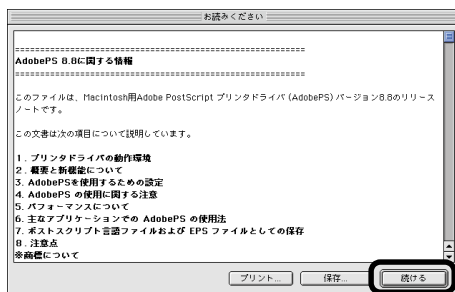 お読みください
==========================================================
AdobePS 8.8に関する情報
==========================================================
このファイルは、Macintosh用Adobe PostScript プリンタドライバ (AdobePS) バージョン8.8のリリース
ノートです。
この文書は次の項目について説明しています。
1．プリンタドライバの動作環境
2．概要と新機能について
3. AdobePSを使用するための設定
4. AdobePS の使用に関する注意
5. パフォーマンスについて
6. 主なアプリケーションでの AdobePS の使用法
7. ポストスクリプト言語ファイルおよび EPS ファイルとしての保存
8．注意点
※商標について
プリント... 保存... 続ける